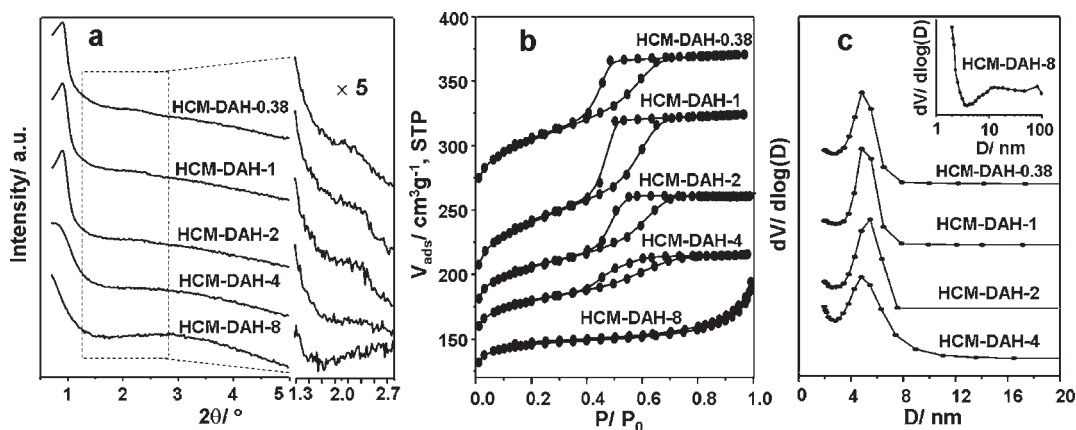 a
Intensity/ a.u.
× 5
HCM-DAH-0.38
HCM-DAH-1
HCM-DAH-2
HCM-DAH-4
HCM-DAH-8
1 2 3 4 5
1.3 2.0 2.7
2θ/ °
b
V_ads/ cm³g⁻¹, STP
400
350
300
250
200
150
HCM-DAH-0.38
HCM-DAH-1
HCM-DAH-2
HCM-DAH-4
HCM-DAH-8
0.0 0.2 0.4 0.6 0.8 1.0
P/ P₀
c
dV/ dlog(D)
dV/ dlog(D)
HCM-DAH-8
1 10 100
D/ nm
HCM-DAH-0.38
HCM-DAH-1
HCM-DAH-2
HCM-DAH-4
0 4 8 12 16 20
D/ nm